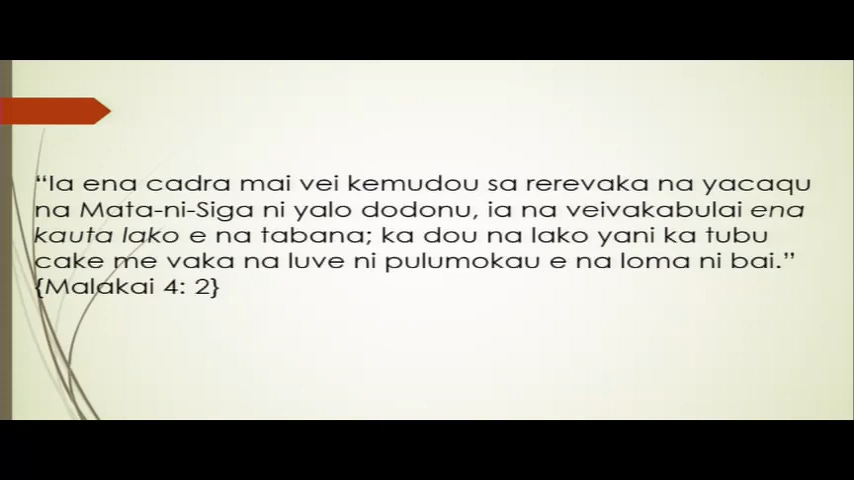 “Ia ena cadra mai vei kemudou sa rerevaka na yacaqu
na Mata-ni-Siga ni yalo dodonu, ia na veivakabulai ena
kauta lako e na tabana; ka dou na lako yani ka tubu
cake me vaka na luve ni pulumokau e na loma ni bai.”
{Malakai 4: 2}